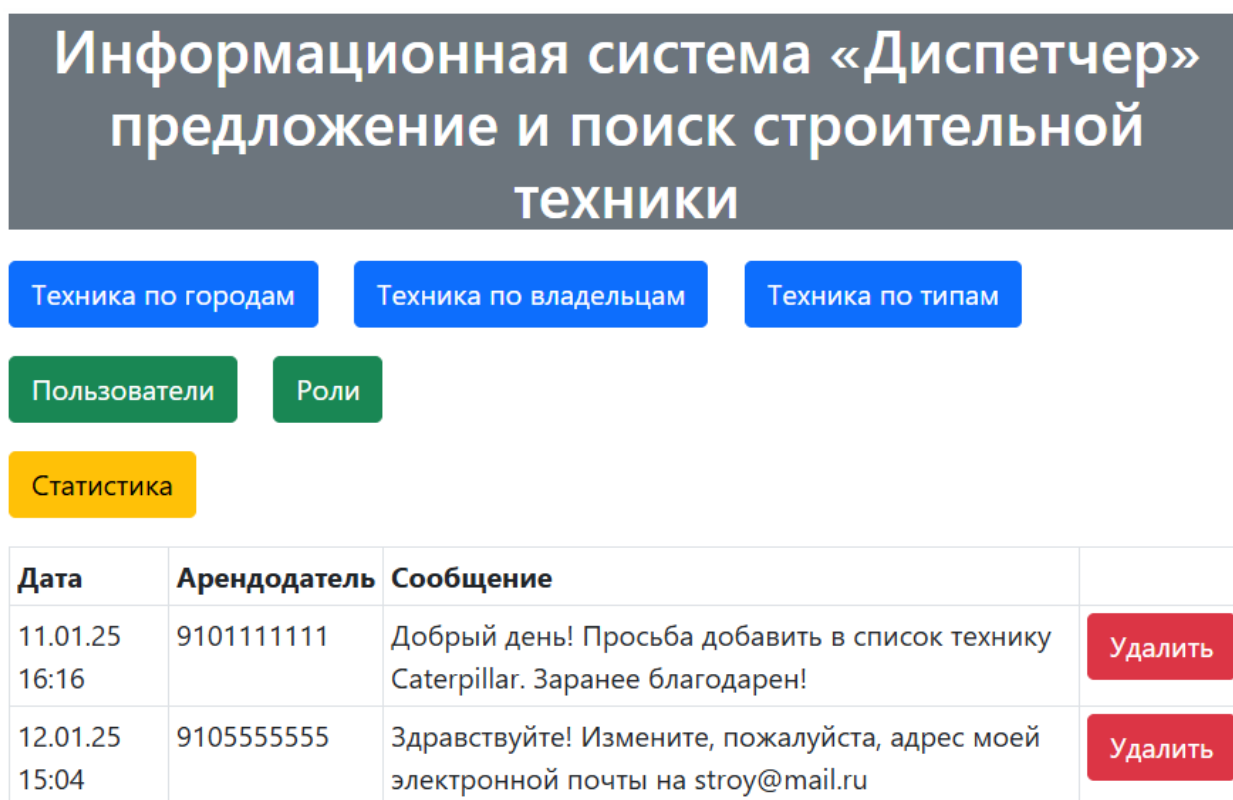 Информационная система «Диспетчер»
предложение и поиск строительной
техники
Техника по городам Техника по владельцам Техника по типам
Пользователи Роли
Статистика
Дата Арендодатель Сообщение
11.01.25 9101111111 Добрый день! Просьба добавить в список технику Удалить
16:16 Caterpillar. Заранее благодарен!
12.01.25 9105555555 Здравствуйте! Измените, пожалуйста, адрес моей Удалить
15:04 электронной почты на stroy@mail.ru